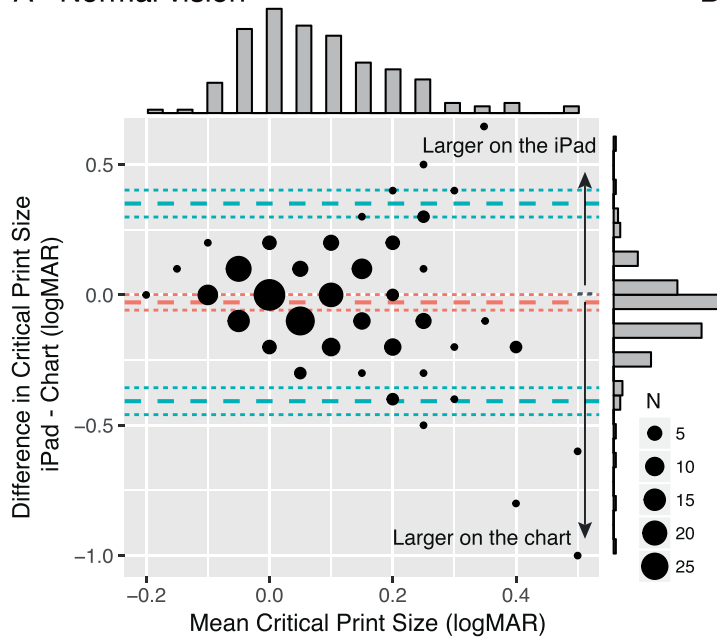 Larger on the iPad
0.5
0.0
−0.5
−1.0
Difference in Critical Print Size
iPad - Chart (logMAR)
Larger on the chart
N
5
10
15
20
25
−0.2
0.0
0.2
0.4
Mean Critical Print Size (logMAR)